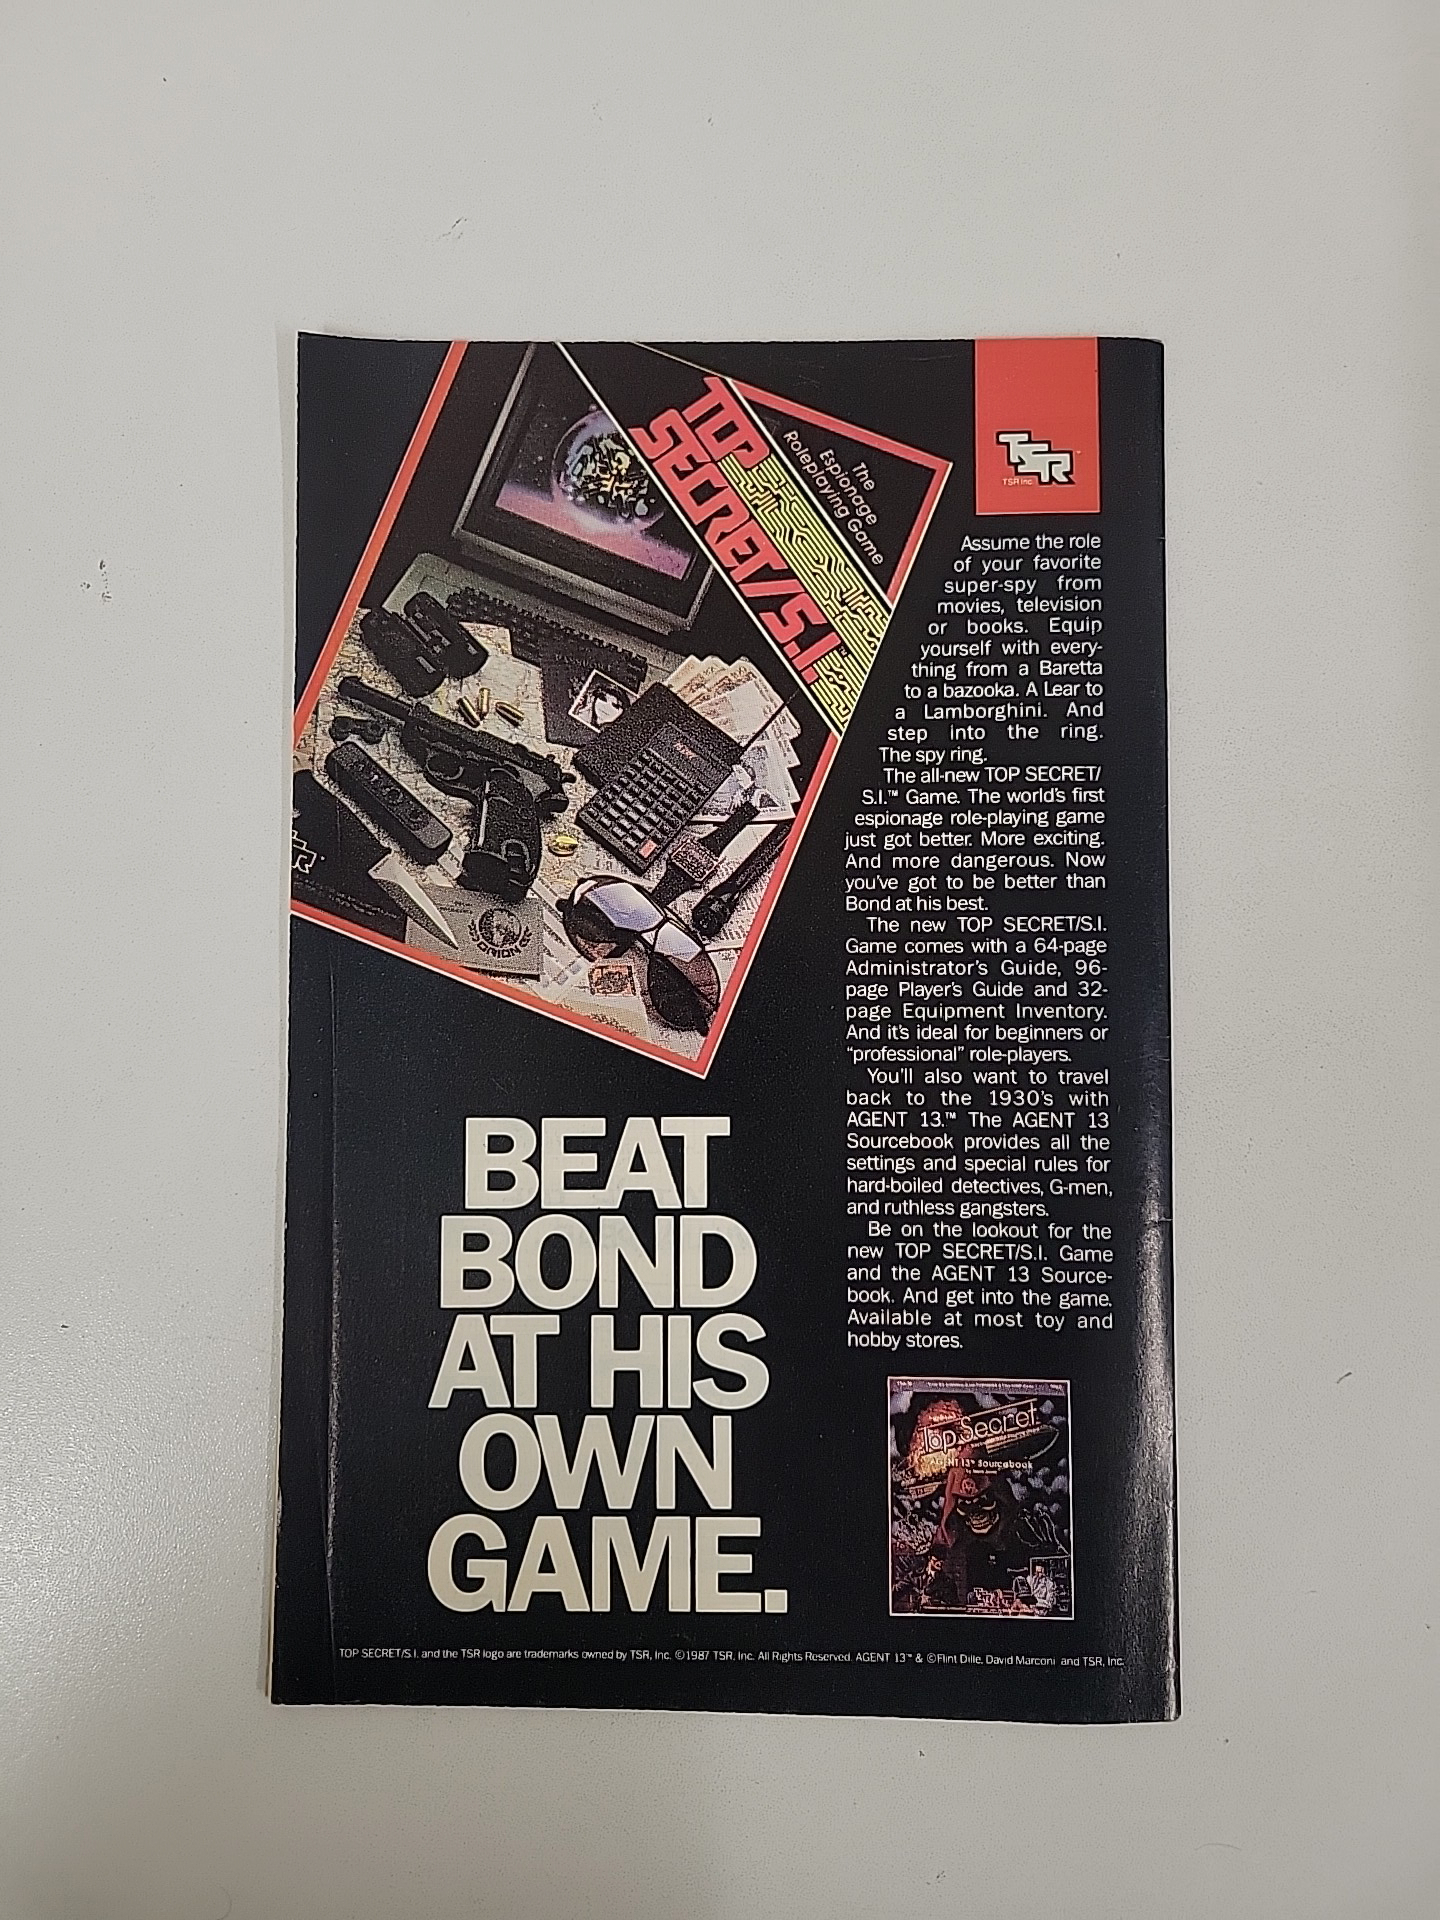 TOP
SECRET/S.I.™
The
Espionage
Roleplaying Game
TSR™
TSR Inc.
Assume the role
of your favorite
super-spy from
movies, television
or books. Equip
yourself with every-
thing from a Baretta
to a bazooka. A Lear to
a Lamborghini. And
step into the ring.
The spy ring.
The all-new TOP SECRET/
S.I.™ Game. The world's first
espionage role-playing game
just got better. More exciting.
And more dangerous. Now
you've got to be better than
Bond at his best.
The new TOP SECRET/S.I.
Game comes with a 64-page
Administrator's Guide, 96-
page Player's Guide and 32-
page Equipment Inventory.
And it's ideal for beginners or
"professional" role-players.
You'll also want to travel
back to the 1930's with
AGENT 13.™ The AGENT 13
Sourcebook provides all the
settings and special rules for
hard-boiled detectives, G-men,
and ruthless gangsters.
Be on the lookout for the
new TOP SECRET/S.I. Game
and the AGENT 13 Source-
book. And get into the game.
Available at most toy and
hobby stores.
ORION
BEAT
BOND
AT HIS
OWN
GAME.
Top Secret
AGENT 13™ Sourcebook
TSR
TOP SECRET/S.I. and the TSR logo are trademarks owned by TSR, Inc. ©1987 TSR, Inc. All Rights Reserved. AGENT 13™ & ©Flint Dille, David Marconi and TSR, Inc.